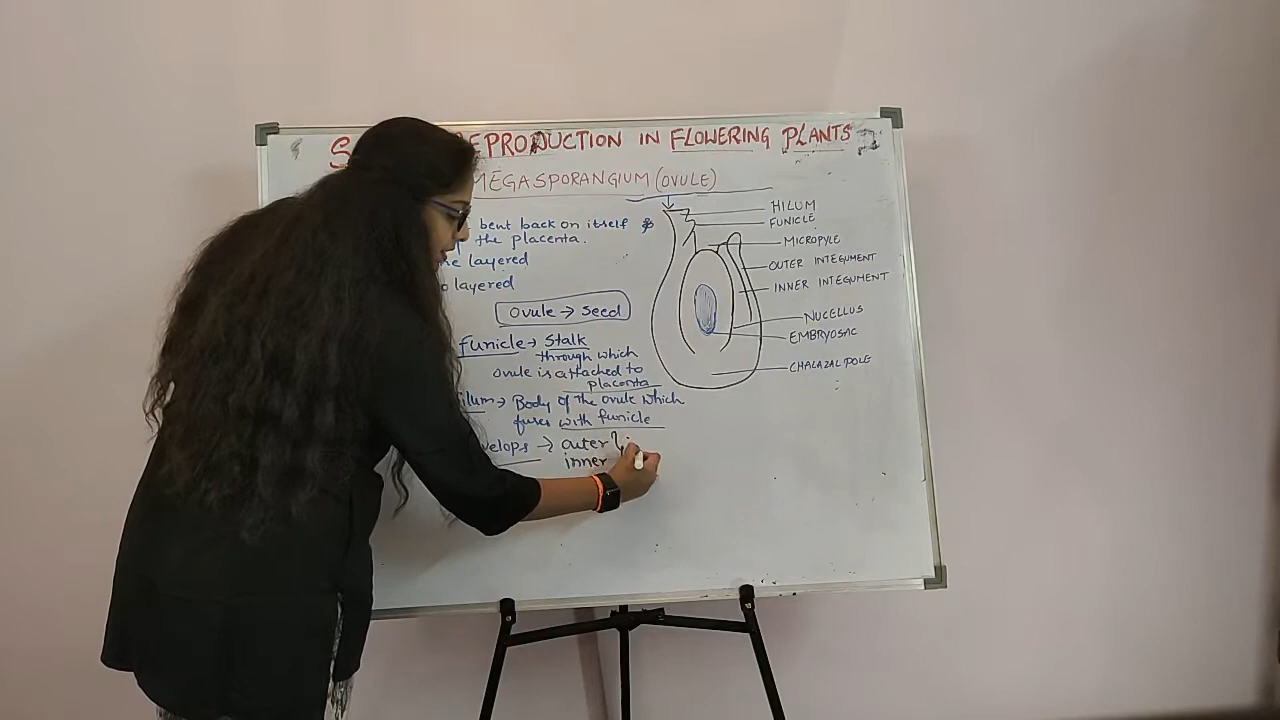 REPRODUCTION IN FLOWERING PLANTS
MEGASPORANGIUM (OVULE)
bent back on itself &
the placenta.
layered
layered
Ovule → Seed
funicle → Stalk
through which
ovule is attached to
placenta
→ Body of the ovule which
fuses with funicle
→ outer
inner
HILUM
FUNICLE
MICROPYLE
OUTER INTEGUMENT
INNER INTEGUMENT
NUCELLUS
EMBRYOSAC
CHALAZAL POLE